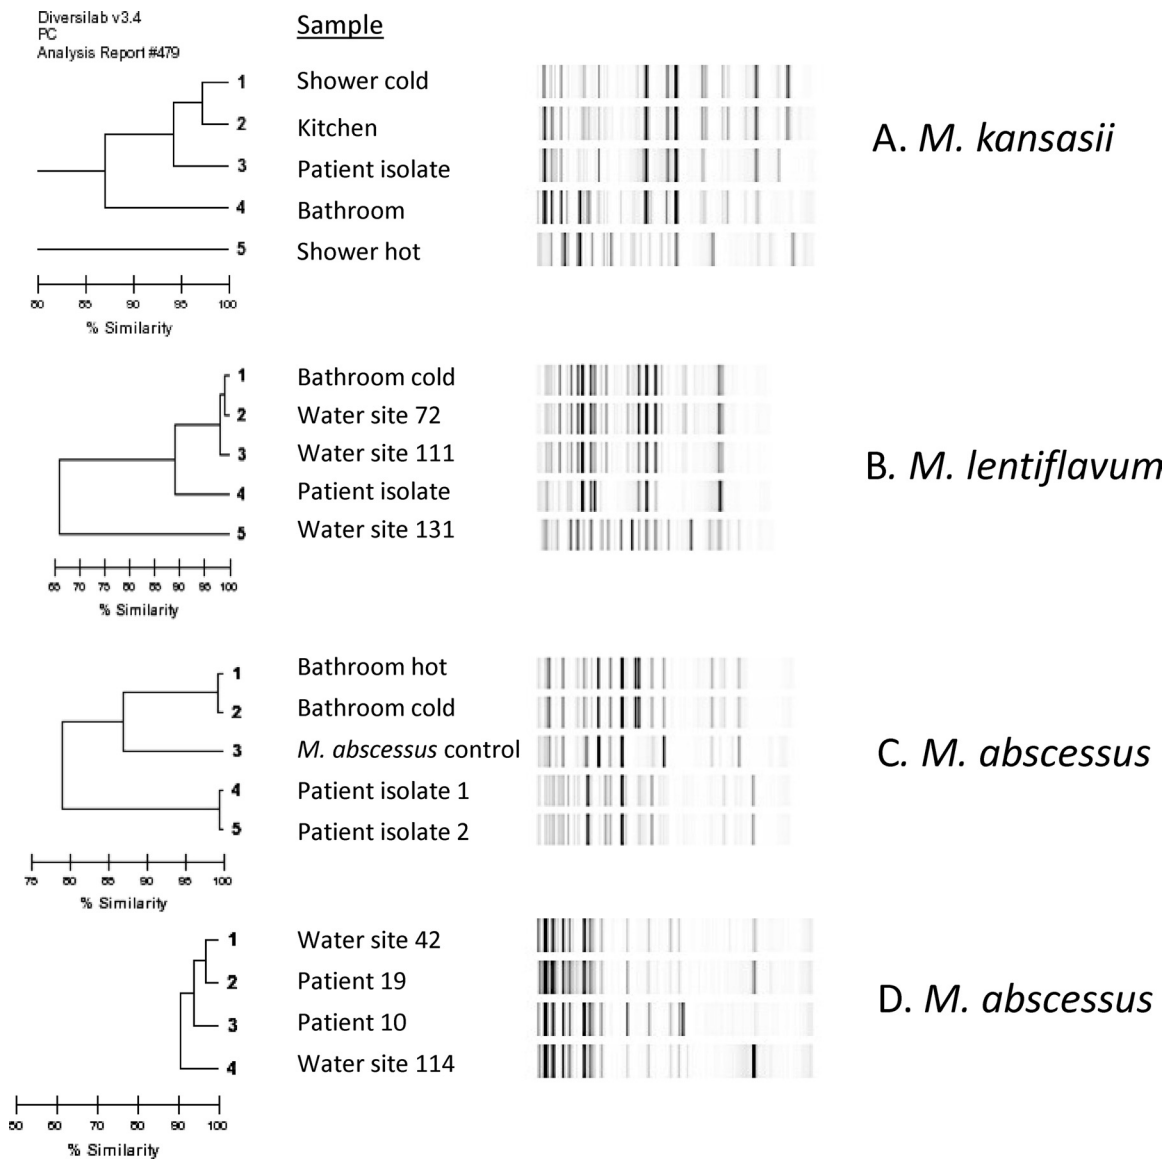 Diversilab v3.4
PC
Analysis Report #479
Sample
1 Shower cold
2 Kitchen
3 Patient isolate
4 Bathroom
5 Shower hot
A. M. kansasii
80 85 90 95 100
% Similarity
1 Bathroom cold
2 Water site 72
3 Water site 111
4 Patient isolate
5 Water site 131
B. M. lentiflavum
65 70 75 80 85 90 95 100
% Similarity
1 Bathroom hot
2 Bathroom cold
3 M. abscessus control
4 Patient isolate 1
5 Patient isolate 2
C. M. abscessus
75 80 85 90 95 100
% Similarity
1 Water site 42
2 Patient 19
3 Patient 10
4 Water site 114
D. M. abscessus
50 60 70 80 90 100
% Similarity